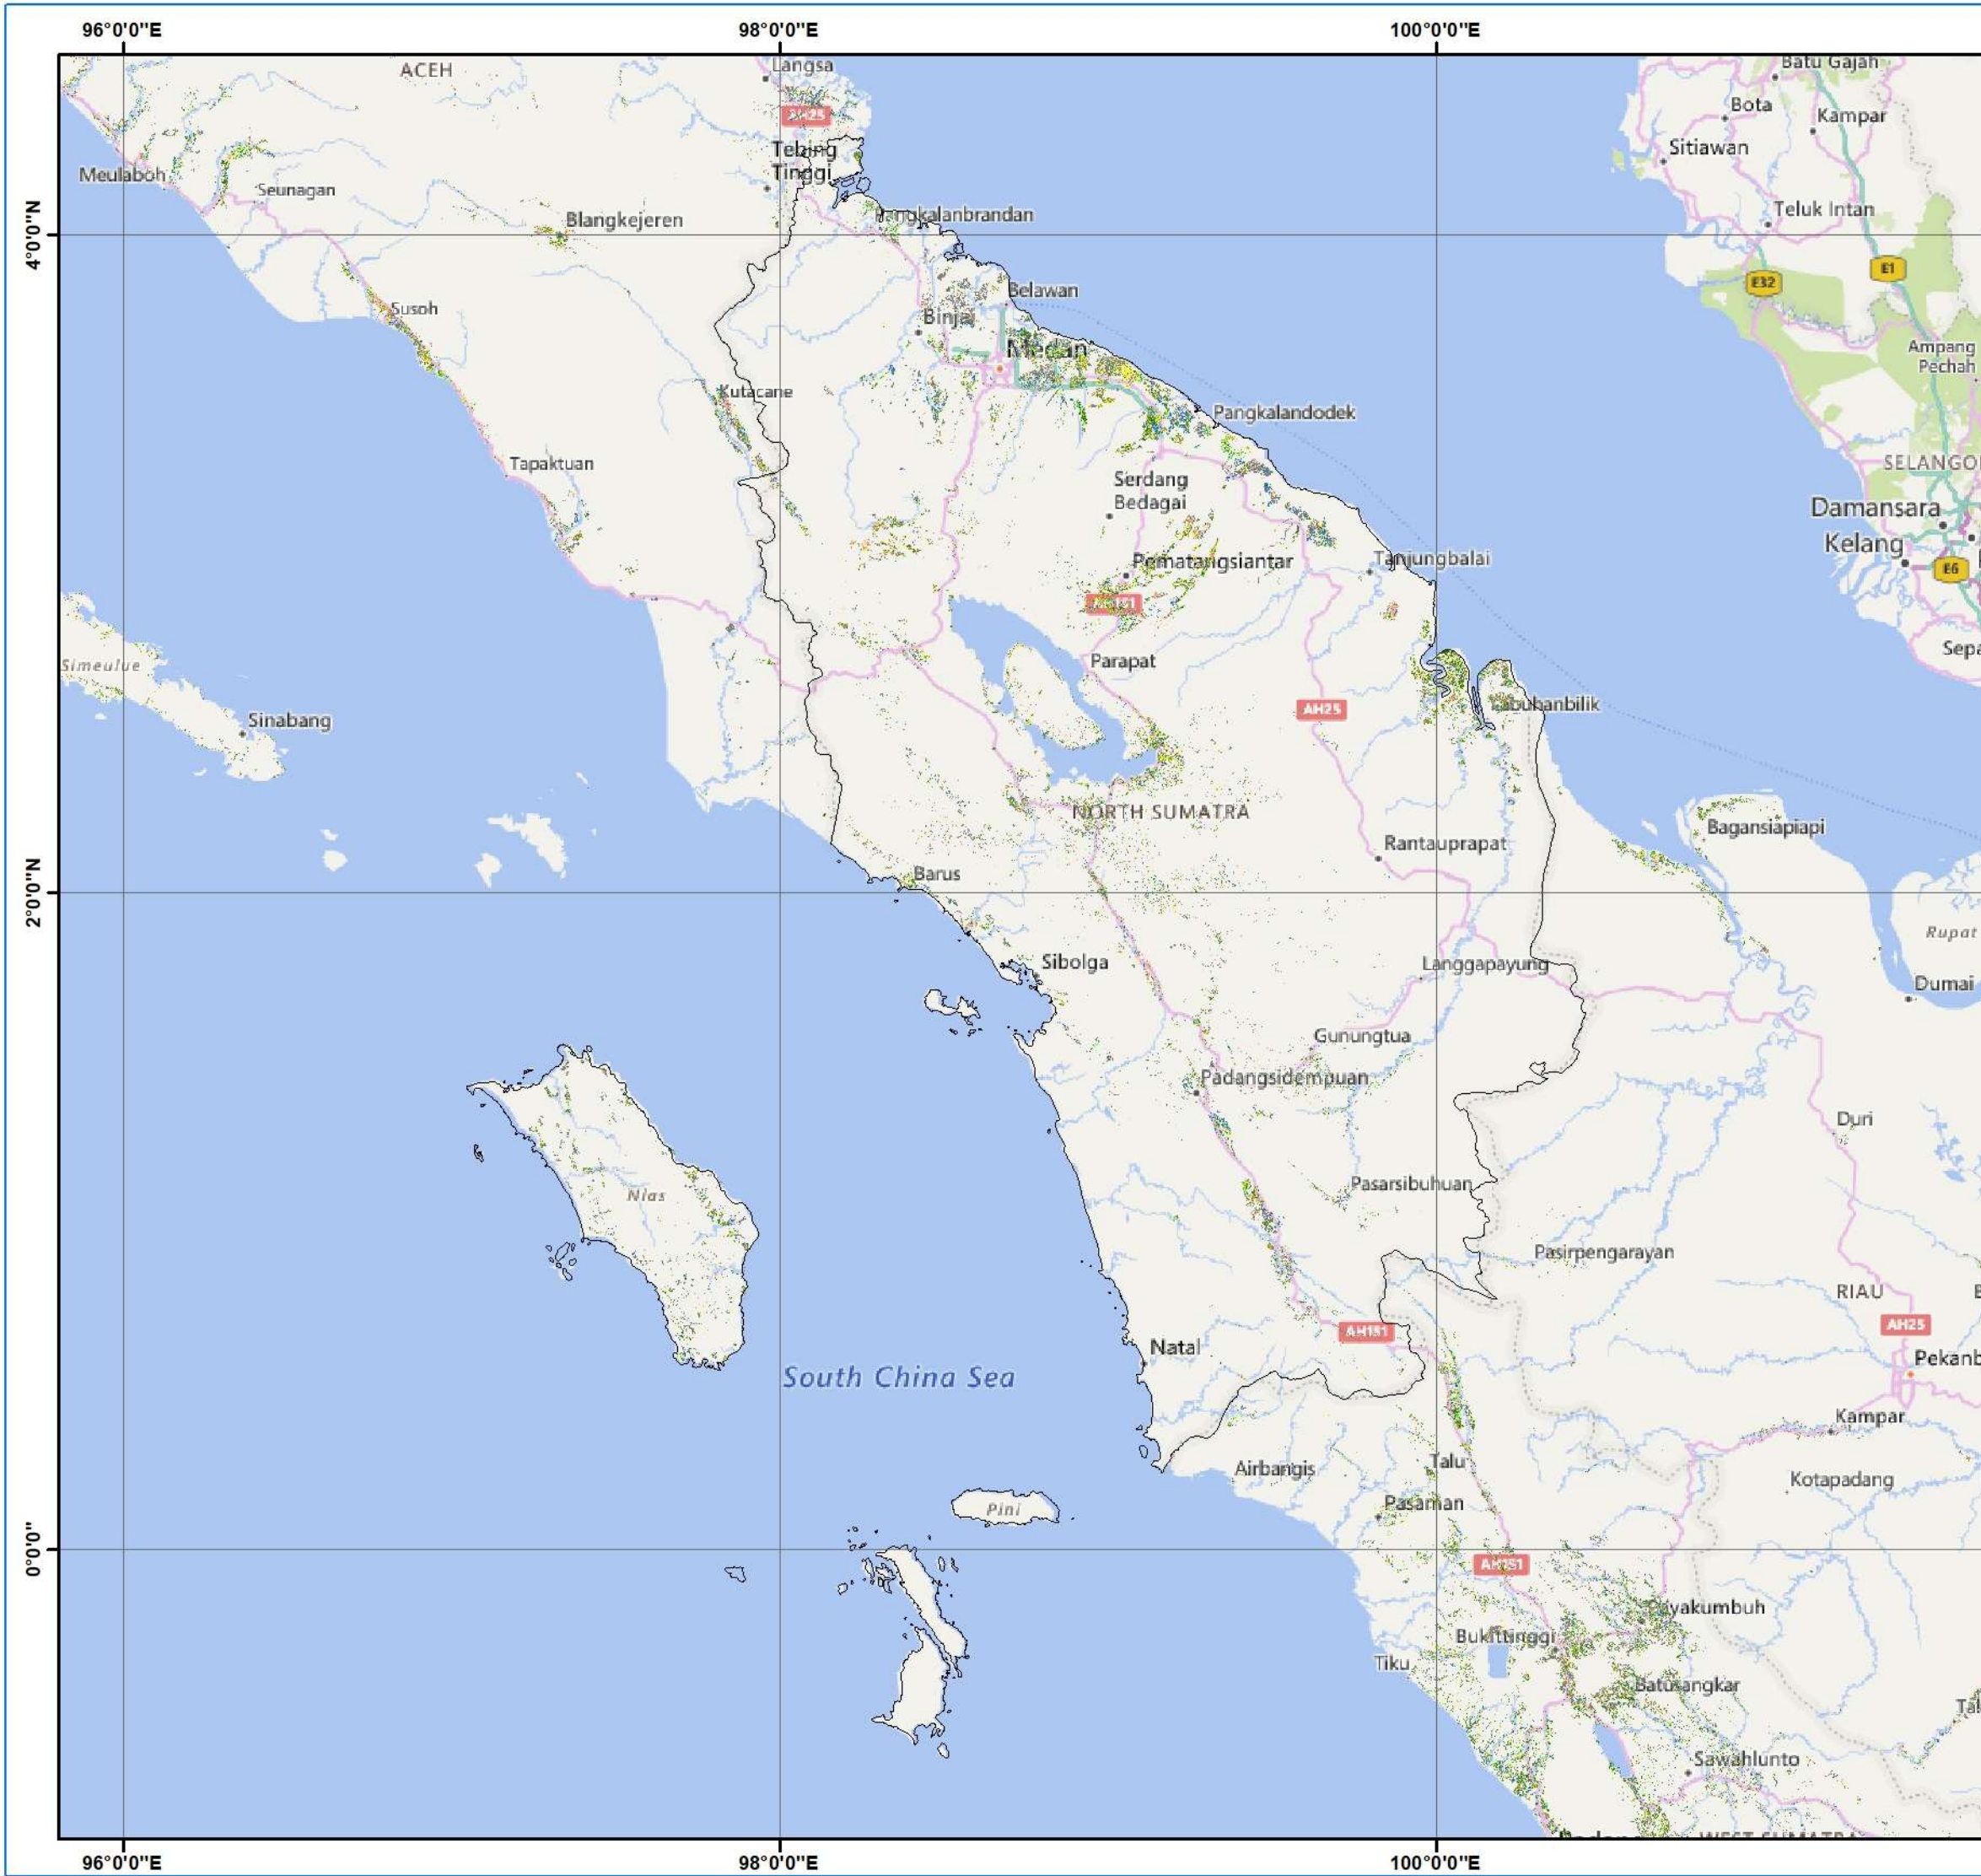 96°0'0"E
98°0'0"E
100°0'0"E
Langsa
Batu Gajah
ACEH
Bota
Kampar
AH25
Sitiawan
Tebing
Tinggi
Meulaboh
Seunagan
Teluk Intan
Blangkejeren
Pangkalanbrandan
4°0'0"N
E1
E32
Belawan
Susoh
Binjai
Medan
Ampang
Pechah
Kutacane
Pangkalandodek
Tapaktuan
SELANGO
Serdang
Bedagai
Damansara
Kelang
Pematangsiantar
Tanjungbalai
E6
AH151
Simeulue
Parapat
Sepa
Sinabang
AH25
Labuhanbilik
NORTH SUMATRA
Bagansiapiapi
Rantauprapat
Barus
2°0'0"N
Rupat
Sibolga
Langgapayung
Dumai
Gunungtua
Padangsidempuan
Duri
Pasarsibuhuan
Nias
Pasirpengarayan
RIAU
AH25
AH151
Natal
Pekanb
South China Sea
Kampar
Airbangis
Talu
Kotapadang
Pasaman
Pini
0°0'0"
AH151
Payakumbuh
Bukittinggi
Tiku
Batusangkar
Tal
Sawahlunto
WEST SUMATRA
96°0'0"E
98°0'0"E
100°0'0"E